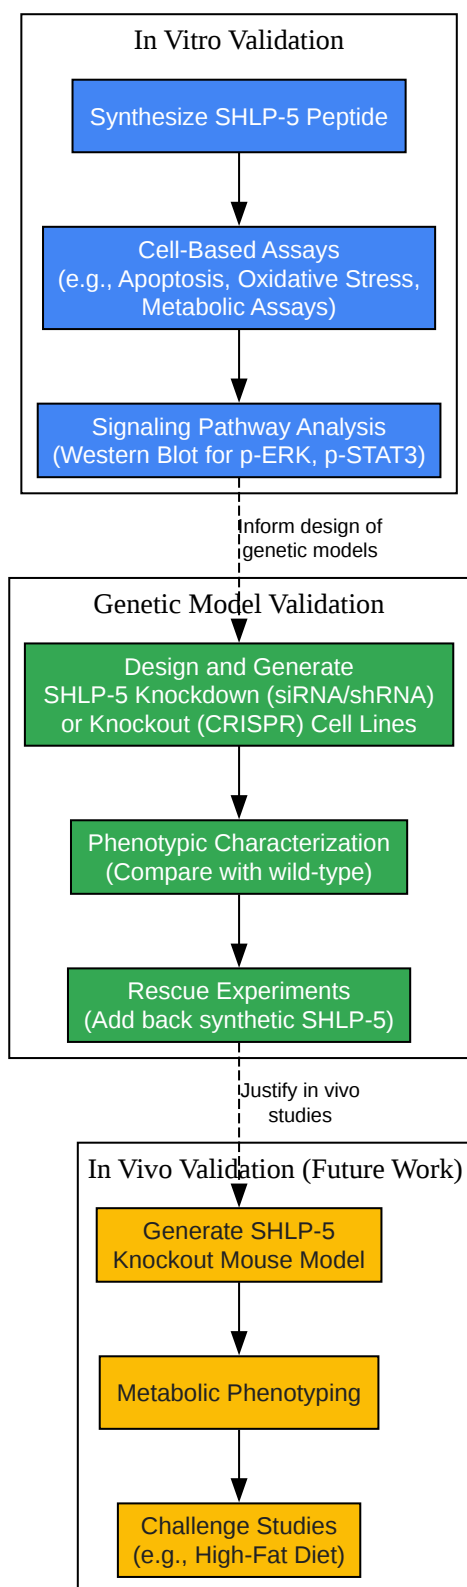 In Vitro Validation
Synthesize SHLP-5 Peptide
Cell-Based Assays
(e.g., Apoptosis, Oxidative Stress,
Metabolic Assays)
Signaling Pathway Analysis
(Western Blot for p-ERK, p-STAT3)
Inform design of
genetic models
Genetic Model Validation
Design and Generate
SHLP-5 Knockdown (siRNA/shRNA)
or Knockout (CRISPR) Cell Lines
Phenotypic Characterization
(Compare with wild-type)
Rescue Experiments
(Add back synthetic SHLP-5)
Justify in vivo
studies
In Vivo Validation (Future Work)
Generate SHLP-5
Knockout Mouse Model
Metabolic Phenotyping
Challenge Studies
(e.g., High-Fat Diet)